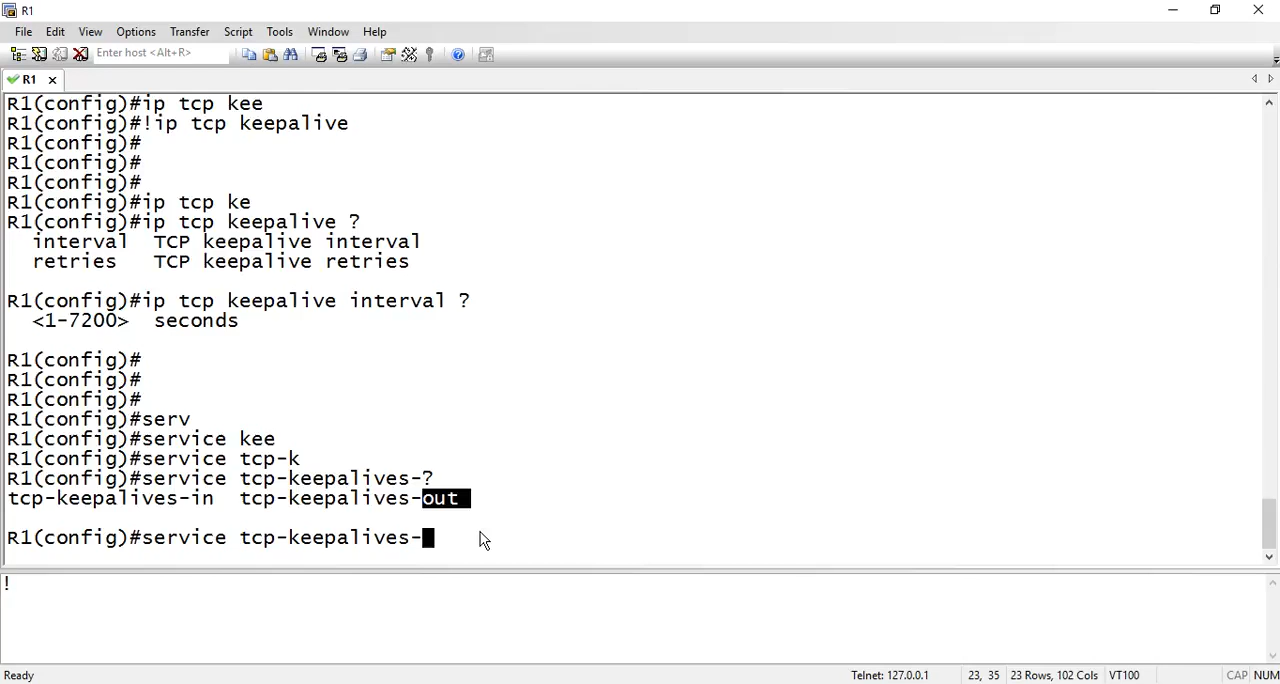 R1
File Edit View Options Transfer Script Tools Window Help
Enter host <Alt+R>
R1
R1(config)#ip tcp kee
R1(config)#!ip tcp keepalive
R1(config)#
R1(config)#
R1(config)#
R1(config)#ip tcp ke
R1(config)#ip tcp keepalive ?
interval TCP keepalive interval
retries TCP keepalive retries
R1(config)#ip tcp keepalive interval ?
<1-7200> seconds
R1(config)#
R1(config)#
R1(config)#
R1(config)#serv
R1(config)#service kee
R1(config)#service tcp-k
R1(config)#service tcp-keepalives-?
tcp-keepalives-in tcp-keepalives-out
R1(config)#service tcp-keepalives-
!
Ready Telnet: 127.0.0.1 23, 35 23 Rows, 102 Cols VT100 CAP NUM